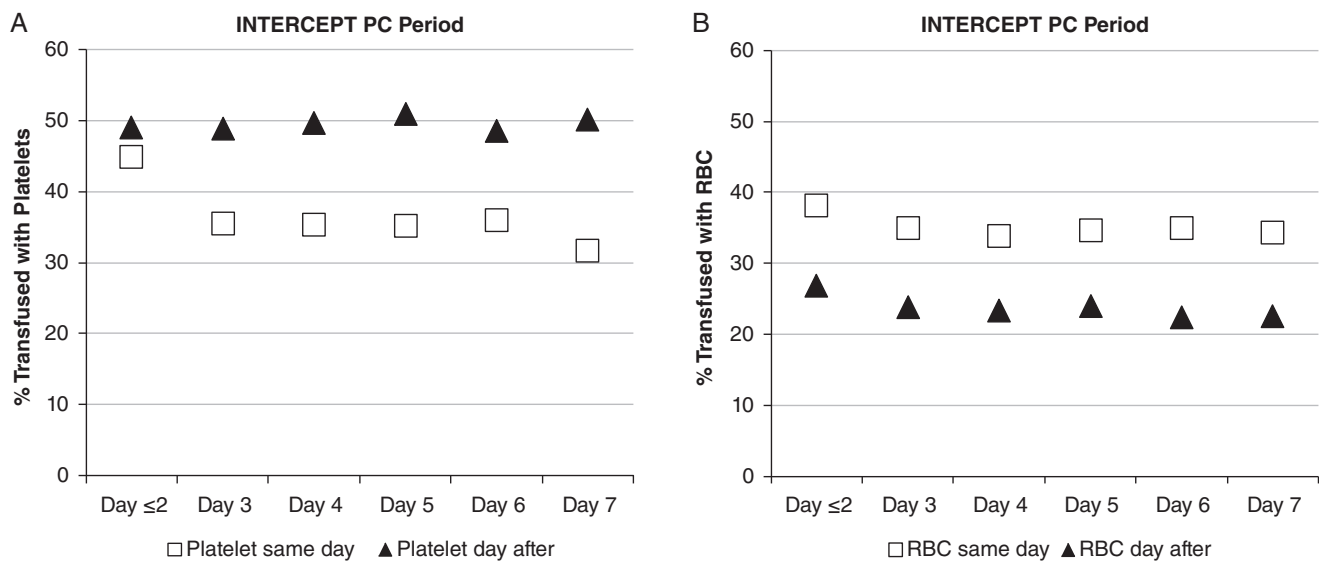 A
INTERCEPT PC Period
% Transfused with Platelets
60
50
40
30
20
10
0
Day ≤2 Day 3 Day 4 Day 5 Day 6 Day 7
□ Platelet same day ▲ Platelet day after
B
INTERCEPT PC Period
% Transfused with RBC
60
50
40
30
20
10
0
Day ≤2 Day 3 Day 4 Day 5 Day 6 Day 7
□ RBC same day ▲ RBC day after